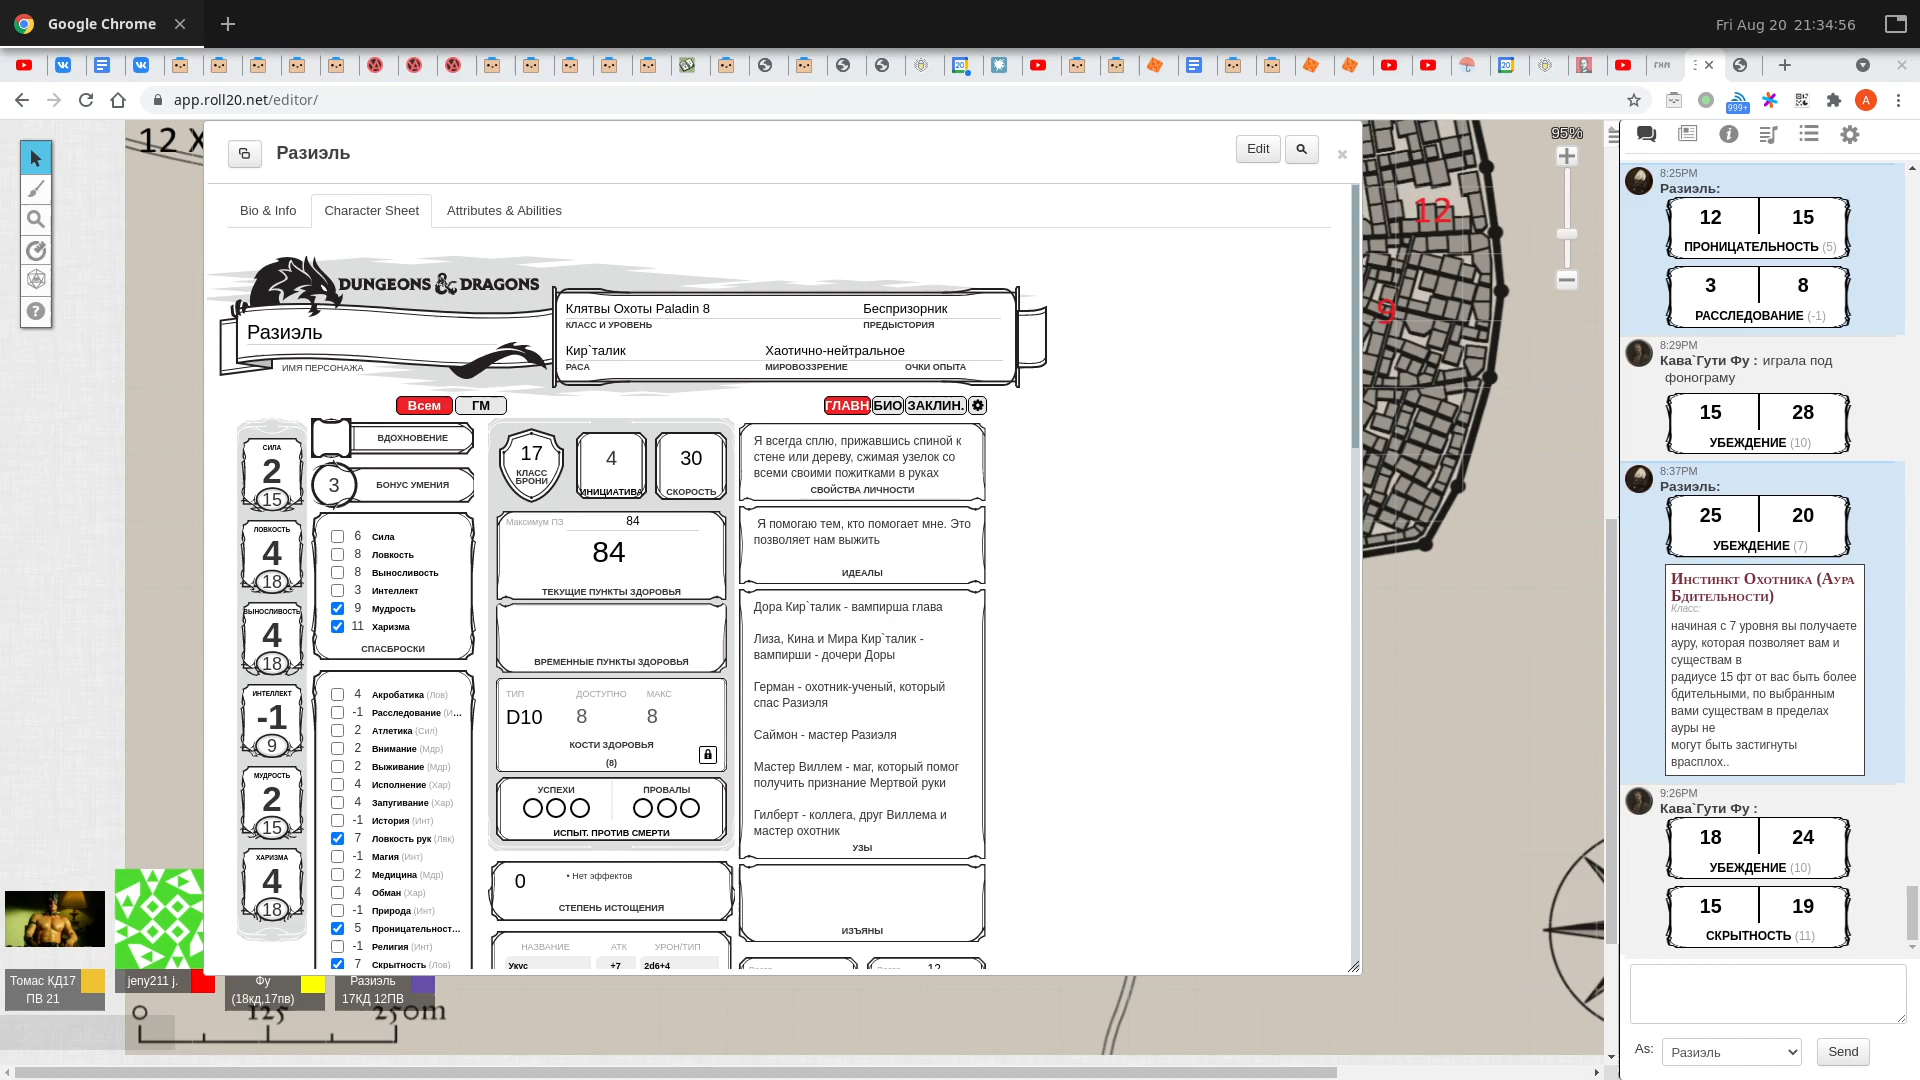 Google Chrome
Fri Aug 20 21:34:56
app.roll20.net/editor/
999+
12 X
Разиэль
Edit
Bio & Info
Character Sheet
Attributes & Abilities
DUNGEONS & DRAGONS
Разиэль
ИМЯ ПЕРСОНАЖА
Клятвы Охоты Paladin 8
Беспризорник
КЛАСС И УРОВЕНЬ
ПРЕДЫСТОРИЯ
Кир`талик
Хаотично-нейтральное
РАСА
МИРОВОЗЗРЕНИЕ
ОЧКИ ОПЫТА
Всем
ГМ
ГЛАВН
БИО
ЗАКЛИН.
СИЛА
2
15
ЛОВКОСТЬ
4
18
ВЫНОСЛИВОСТЬ
4
18
ИНТЕЛЛЕКТ
-1
9
МУДРОСТЬ
2
15
ХАРИЗМА
4
18
ВДОХНОВЕНИЕ
3
БОНУС УМЕНИЯ
6 Сила
8 Ловкость
8 Выносливость
3 Интеллект
9 Мудрость
11 Харизма
СПАСБРОСКИ
4 Акробатика (Лов)
-1 Расследование (И...
2 Атлетика (Сил)
2 Внимание (Мдр)
2 Выживание (Мдр)
4 Исполнение (Хар)
4 Запугивание (Хар)
-1 История (Инт)
7 Ловкость рук (Лвк)
-1 Магия (Инт)
2 Медицина (Мдр)
4 Обман (Хар)
-1 Природа (Инт)
5 Проницательност...
-1 Религия (Инт)
7 Скрытность (Лов)
17
КЛАСС
БРОНИ
4
ИНИЦИАТИВА
30
СКОРОСТЬ
Максимум ПЗ
84
84
ТЕКУЩИЕ ПУНКТЫ ЗДОРОВЬЯ
ВРЕМЕННЫЕ ПУНКТЫ ЗДОРОВЬЯ
ТИП ДОСТУПНО МАКС
D10 8 8
КОСТИ ЗДОРОВЬЯ
(8)
УСПЕХИ
ПРОВАЛЫ
ИСПЫТ. ПРОТИВ СМЕРТИ
0
• Нет эффектов
СТЕПЕНЬ ИСТОЩЕНИЯ
НАЗВАНИЕ АТК УРОН/ТИП
Укус +7 2d6+4
Я всегда сплю, прижавшись спиной к
стене или дереву, сжимая узелок со
всеми своими пожитками в руках
СВОЙСТВА ЛИЧНОСТИ
Я помогаю тем, кто помогает мне. Это
позволяет нам выжить
ИДЕАЛЫ
Дора Кир`талик - вампирша глава
Лиза, Кина и Мира Кир`талик -
вампирши - дочери Доры
Герман - охотник-ученый, который
спас Разиэля
Саймон - мастер Разиэля
Мастер Виллем - маг, который помог
получить признание Мертвой руки
Гилберт - коллега, друг Виллема и
мастер охотник
УЗЫ
ИЗЪЯНЫ
12
12
9
95%
8:25PM
Разиэль:
12 15
ПРОНИЦАТЕЛЬНОСТЬ (5)
3 8
РАССЛЕДОВАНИЕ (-1)
8:29PM
Кава`Гути Фу : играла под
фонограму
15 28
УБЕЖДЕНИЕ (10)
8:37PM
Разиэль:
25 20
УБЕЖДЕНИЕ (7)
Инстинкт Охотника (Аура
Бдительности)
Класс:
начиная с 7 уровня вы получаете
ауру, которая позволяет вам и
существам в
радиусе 15 фт от вас быть более
бдительными, по выбранным
вами существам в пределах
ауры не
могут быть застигнуты
врасплох..
9:26PM
Кава`Гути Фу :
18 24
УБЕЖДЕНИЕ (10)
15 19
СКРЫТНОСТЬ (11)
As:
Разиэль
Send
Томас КД17
ПВ 21
jeny211 j.
Фу
(18кд,17пв)
Разиэль
17КД 12ПВ
0
125
250m